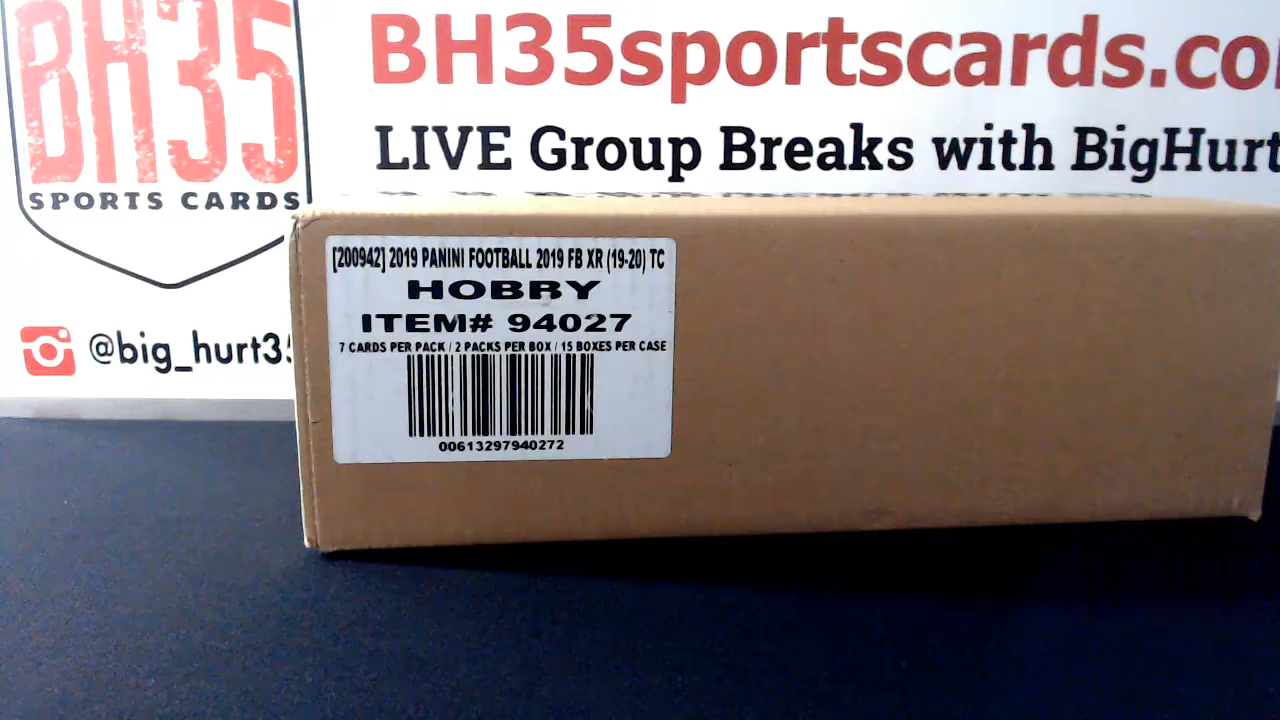 BH35
SPORTS CARDS
@big_hurt3
BH35sportscards.co
LIVE Group Breaks with BigHurt
[200942] 2019 PANINI FOOTBALL 2019 FB XR (19-20) TC
HOBBY
ITEM# 94027
7 CARDS PER PACK / 2 PACKS PER BOX / 15 BOXES PER CASE
00613297940272